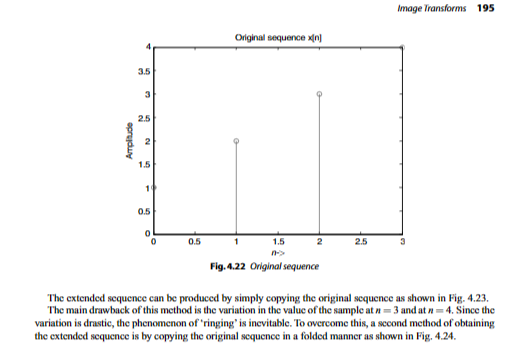 Image Transforms 195
Original sequence x[n]
4
3.5
3
2.5
2
1.5
1
0.5
0
Amplitude
0 0.5 1 1.5 2 2.5 3
n->
Fig. 4.22 Original sequence
The extended sequence can be produced by simply copying the original sequence as shown in Fig. 4.23.
The main drawback of this method is the variation in the value of the sample at n = 3 and at n = 4. Since the
variation is drastic, the phenomenon of 'ringing' is inevitable. To overcome this, a second method of obtaining
the extended sequence is by copying the original sequence in a folded manner as shown in Fig. 4.24.